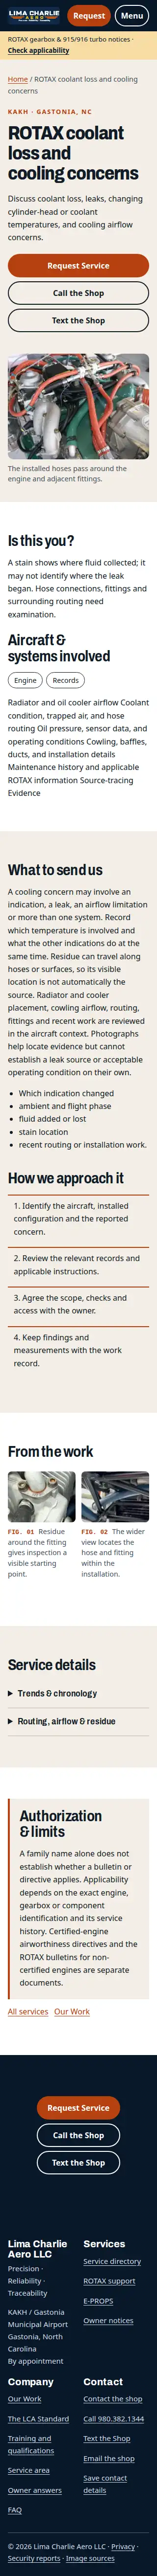 LIMA CHARLIE
AERO LLC
Request
Menu
ROTAX gearbox & 915/916 turbo notices ·
Check applicability
Home / ROTAX coolant loss and cooling
concerns
KAKH · GASTONIA, NC
ROTAX coolant
loss and
cooling concerns
Discuss coolant loss, leaks, changing
cylinder-head or coolant
temperatures, and cooling airflow
concerns.
Request Service
Call the Shop
Text the Shop
The installed hoses pass around the
engine and adjacent fittings.
Is this you?
A stain shows where fluid collected; it
may not identify where the leak
began. Hose connections, fittings and
surrounding routing need
examination.
Aircraft &
systems involved
Engine
Records
Radiator and oil cooler airflow Coolant
condition, trapped air, and hose
routing Oil pressure, sensor data, and
operating conditions Cowling, baffles,
ducts, and installation details
Maintenance history and applicable
ROTAX information Source-tracing
Evidence
What to send us
A cooling concern may involve an
indication, a leak, an airflow limitation
or more than one system. Record
which temperature is involved and
what the other indications do at the
same time. Residue can travel along
hoses or surfaces, so its visible
location is not automatically the
source. Radiator and cooler
placement, cowling airflow, routing,
fittings and recent work are reviewed
in the aircraft context. Photographs
help locate evidence but cannot
establish a leak source or acceptable
operating condition on their own.
• Which indication changed
• ambient and flight phase
• fluid added or lost
• stain location
• recent routing or installation work.
How we approach it
1. Identify the aircraft, installed
configuration and the reported
concern.
2. Review the relevant records and
applicable instructions.
3. Agree the scope, checks and
access with the owner.
4. Keep findings and
measurements with the work
record.
From the work
FIG. 01 Residue
around the fitting
gives inspection a
visible starting
point.
FIG. 02 The wider
view locates the
hose and fitting
within the
installation.
Service details
Trends & chronology
Routing, airflow & residue
Authorization
& limits
A family name alone does not
establish whether a bulletin or
directive applies. Applicability
depends on the exact engine,
gearbox or component
identification and its service
history. Certified-engine
airworthiness directives and the
ROTAX bulletins for non-
certified engines are separate
documents.
All services Our Work
Request Service
Call the Shop
Text the Shop
Lima Charlie
Aero LLC
Precision ·
Reliability ·
Traceability
KAKH / Gastonia
Municipal Airport
Gastonia, North
Carolina
By appointment
Services
Service directory
ROTAX support
E-PROPS
Owner notices
Company
Our Work
The LCA Standard
Training and
qualifications
Service area
Owner answers
FAQ
Contact
Contact the shop
Call 980.382.1344
Text the Shop
Email the shop
Save contact
details
© 2026 Lima Charlie Aero LLC · Privacy ·
Security reports · Image sources